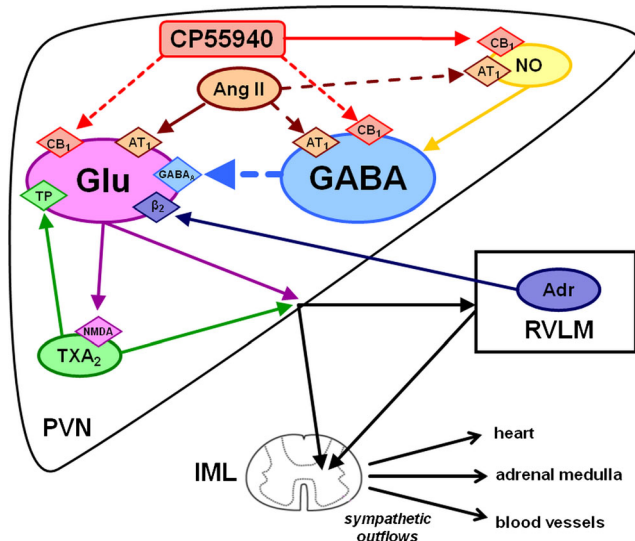 CP55940
CB1
NO
AT1
Ang II
CB1
AT1
AT1
CB1
Glu
GABAA
GABA
TP
β2
NMDA
TXA2
Adr
RVLM
PVN
IML
heart
adrenal medulla
blood vessels
sympathetic
outflows